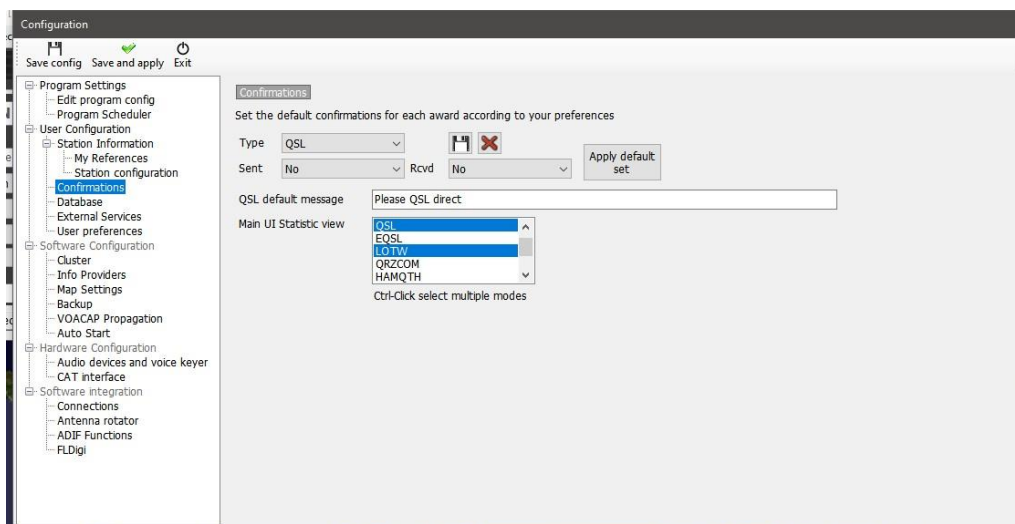 Configuration
Save config Save and apply Exit
Program Settings
Edit program config
Program Scheduler
User Configuration
Station Information
My References
Station configuration
Confirmations
Database
External Services
User preferences
Software Configuration
Cluster
Info Providers
Map Settings
Backup
VOACAP Propagation
Auto Start
Hardware Configuration
Audio devices and voice keyer
CAT interface
Software integration
Connections
Antenna rotator
ADIF Functions
FLDigi
Confirmations
Set the default confirmations for each award according to your preferences
Type QSL
Sent No Rcvd No
Apply default
set
QSL default message Please QSL direct
Main UI Statistic view
QSL
EQSL
LOTW
QRZCOM
HAMQTH
Ctrl-Click select multiple modes